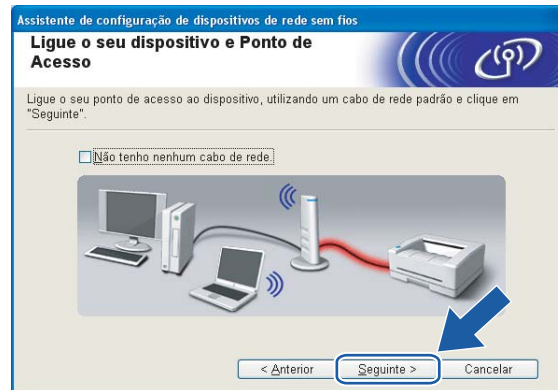 Assistente de configuração de dispositivos de rede sem fios
Ligue o seu dispositivo e Ponto de
Acesso
Ligue o seu ponto de acesso ao dispositivo, utilizando um cabo de rede padrão e clique em
"Seguinte".
Não tenho nenhum cabo de rede.
< Anterior
Seguinte >
Cancelar